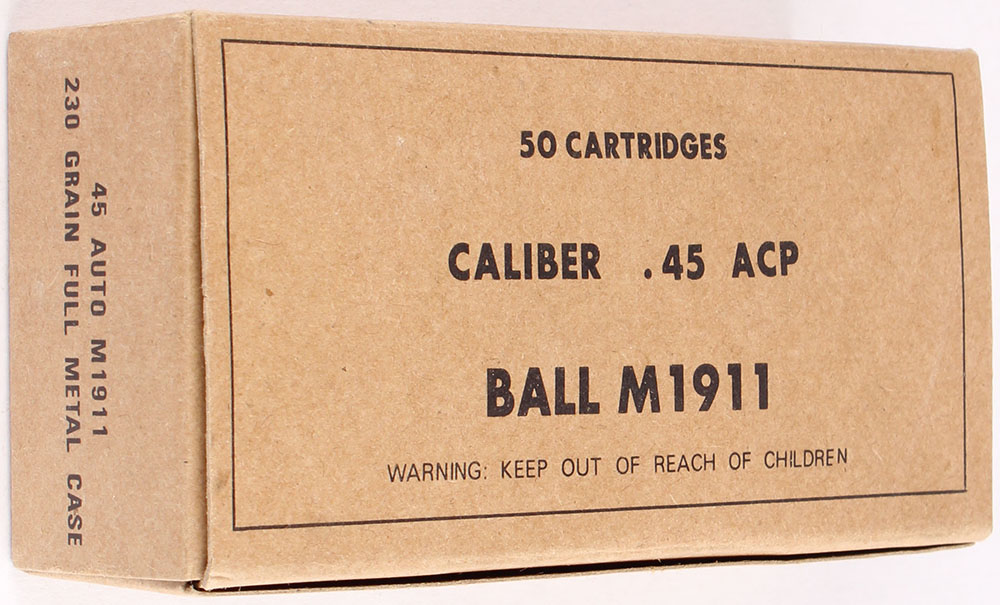 50 CARTRIDGES
CALIBER .45 ACP
BALL M1911
WARNING: KEEP OUT OF REACH OF CHILDREN
45 AUTO M1911
230 GRAIN FULL METAL CASE